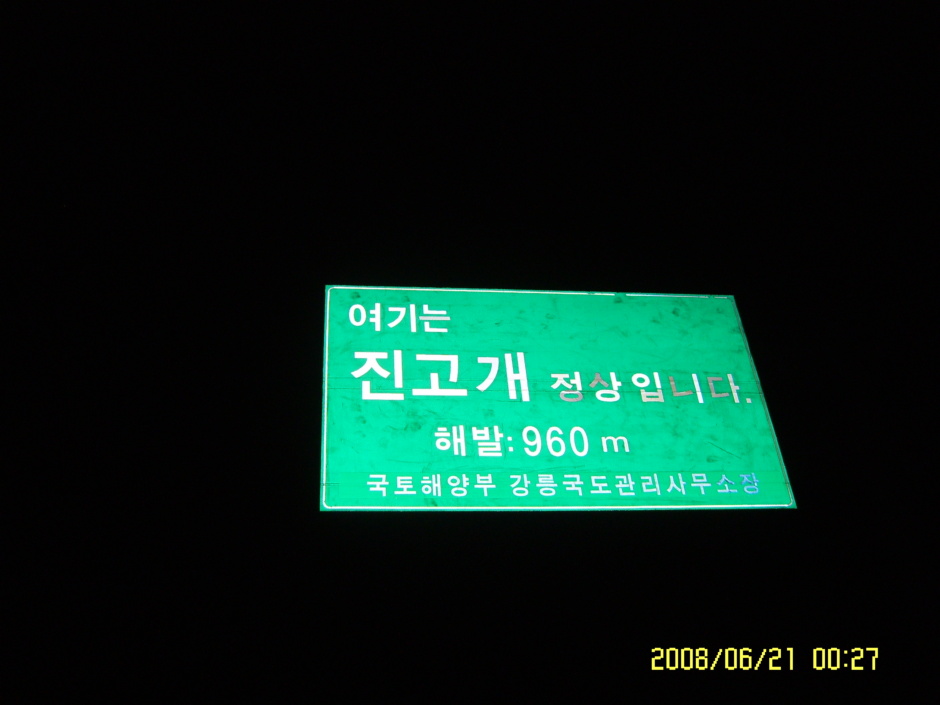 여기는
진고개 정상입니다.
해발: 960 m
국토해양부 강릉국도관리사무소장
2008/06/21 00:27